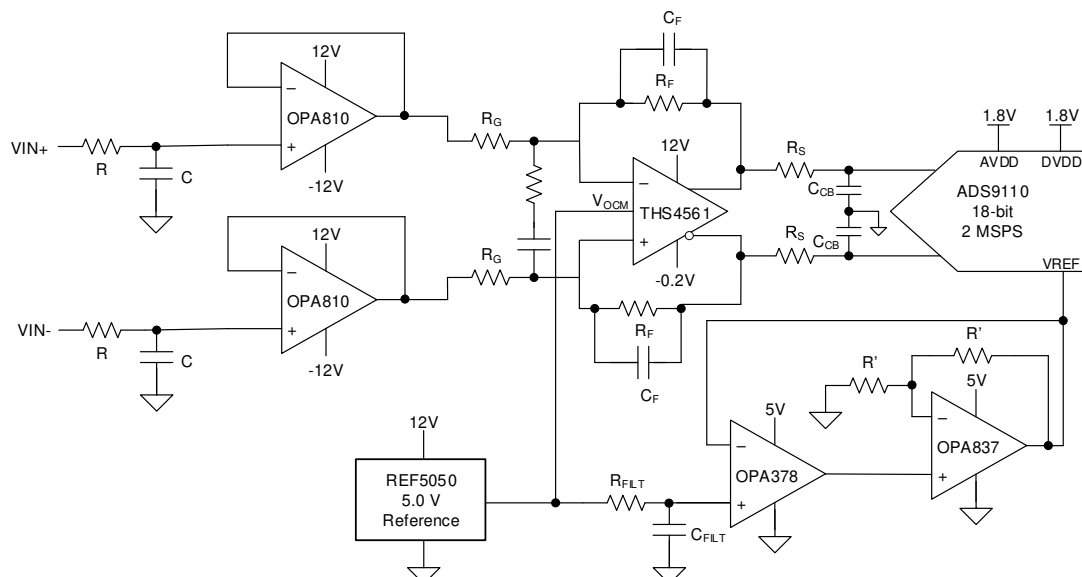 12V
OPA810
-12V
VIN+
R
C
RG
CF
RF
12V
THS4561
VOCM
-0.2V
RS
CCB
1.8V
1.8V
AVDD
DVDD
ADS9110
18-bit
2 MSPS
VREF
12V
OPA810
-12V
VIN-
R
C
RG
RF
CF
RS
CCB
12V
REF5050
5.0 V
Reference
RFILT
CFILT
5V
OPA378
R'
R'
5V
OPA837
−
+
−
+
−
+
−
+
−
+